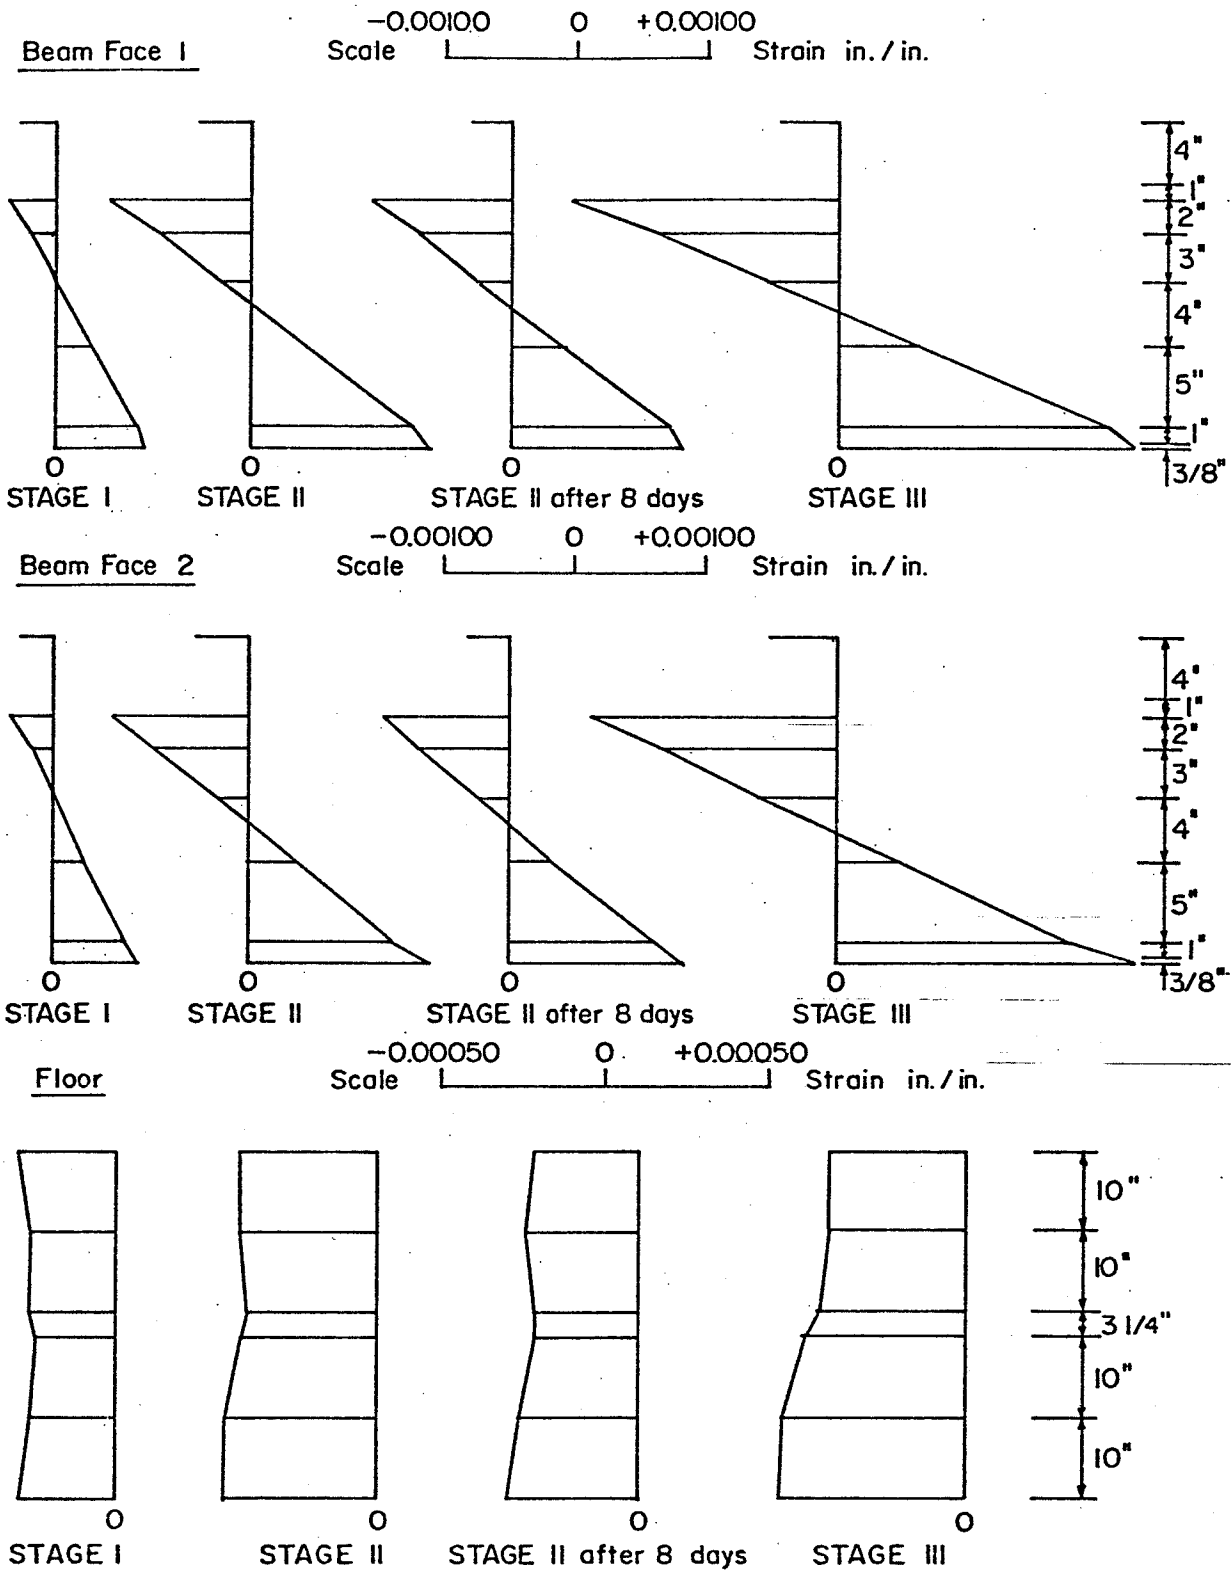 -0.00100 0 +0.00100
Beam Face 1 Scale Strain in./in.
4"
1"
2"
3"
4"
5"
1"
3/8"
0 0 0 0
STAGE I STAGE II STAGE II after 8 days STAGE III
-0.00100 0 +0.00100
Beam Face 2 Scale Strain in./in.
4"
1"
2"
3"
4"
5"
1"
3/8"
0 0 0 0
STAGE I STAGE II STAGE II after 8 days STAGE III
-0.00050 0 +0.00050
Floor Scale Strain in./in.
10"
10"
3 1/4"
10"
10"
0 0 0 0
STAGE I STAGE II STAGE II after 8 days STAGE III